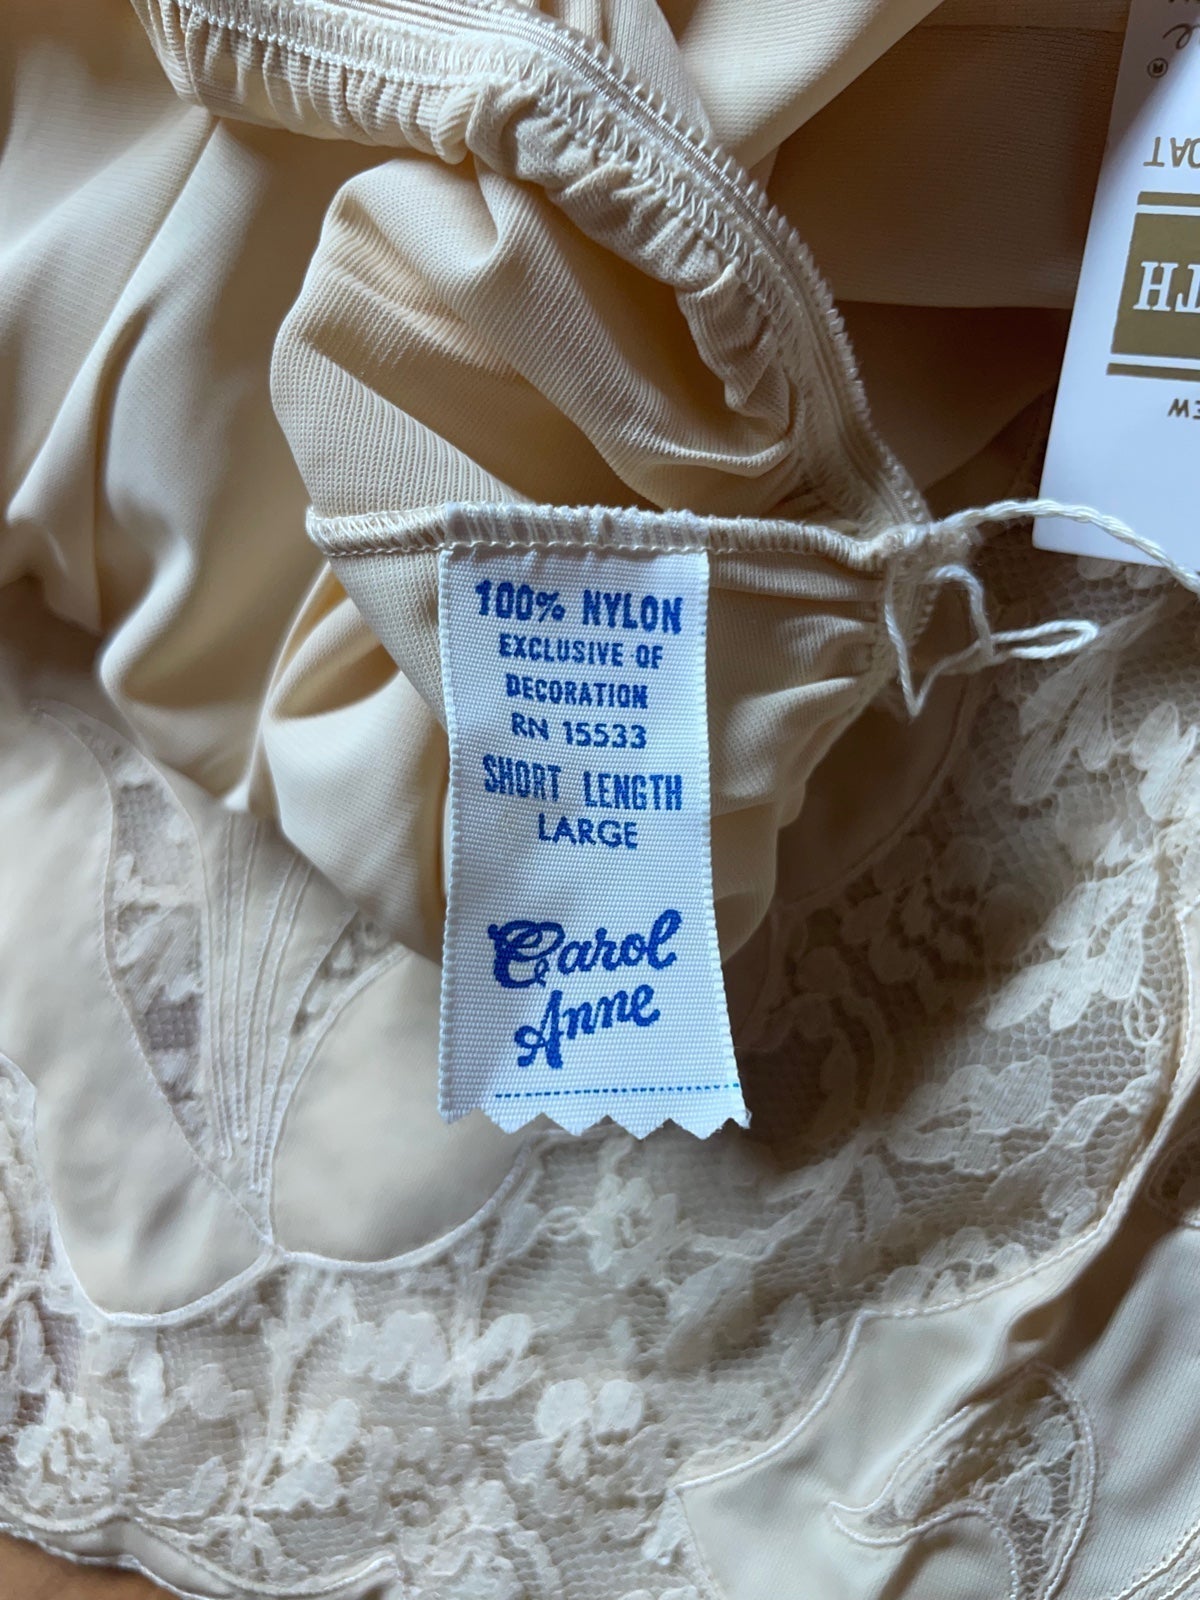 100% NYLON
EXCLUSIVE OF
DECORATION
RN 15533
SHORT LENGTH
LARGE
Carol
Anne